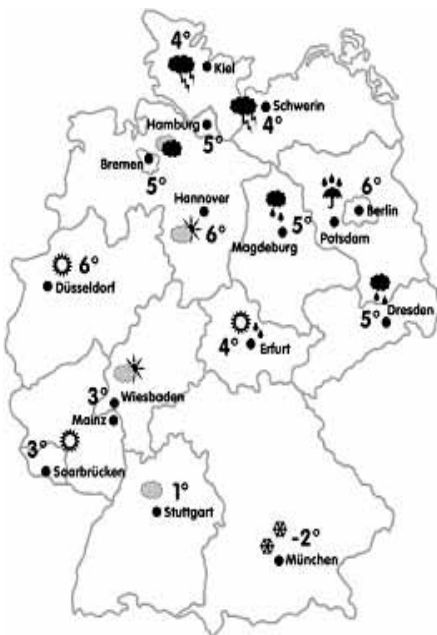 4°
Kiel
Schwerin
4°
Hamburg
5°
Bremen
5°
Hannover
6°
6°
Berlin
Potsdam
5°
Magdeburg
6°
Düsseldorf
Dresden
5°
4°
Erfurt
3°
Wiesbaden
Mainz
3°
Saarbrücken
1°
Stuttgart
-2°
München